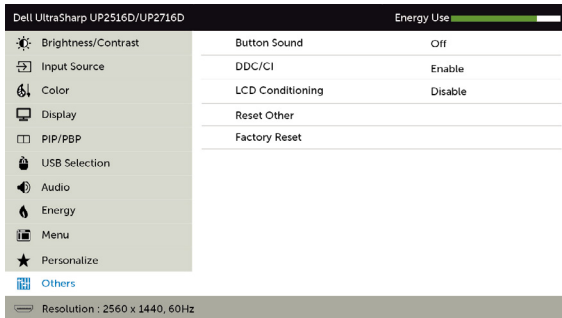 Dell UltraSharp UP2516D/UP2716D Energy Use
Brightness/Contrast Button Sound Off
Input Source DDC/CI Enable
Color LCD Conditioning Disable
Display Reset Other
PIP/PBP Factory Reset
USB Selection
Audio
Energy
Menu
Personalize
Others
Resolution : 2560 x 1440, 60Hz